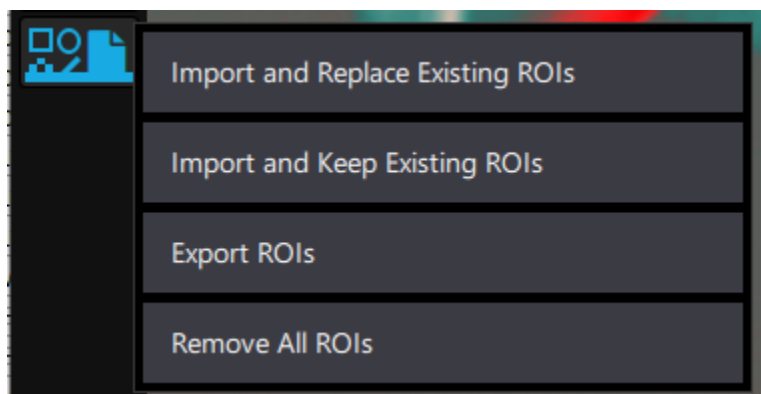 Import and Replace Existing ROIs
Import and Keep Existing ROIs
Export ROIs
Remove All ROIs